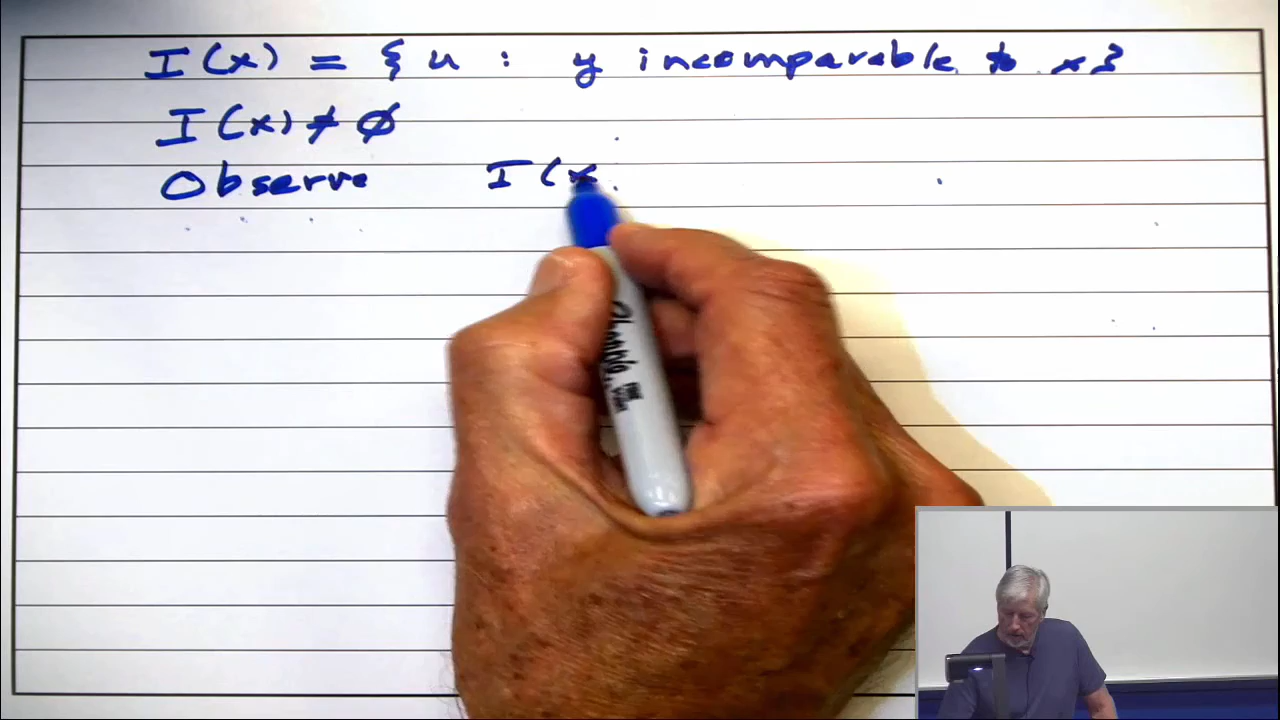 I(x) = { u : y incomparable to x }
I(x) ≠ ∅
Observe I(x